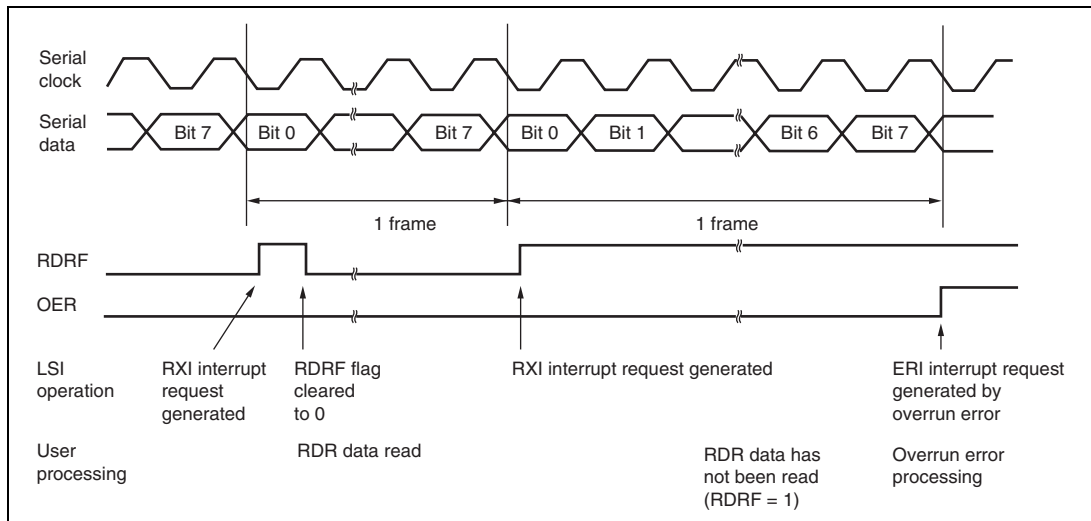 Serial
clock
Serial
data
Bit 7
Bit 0
Bit 7
Bit 0
Bit 1
Bit 6
Bit 7
1 frame
1 frame
RDRF
OER
LSI
operation
RXI interrupt
request
generated
RDRF flag
cleared
to 0
RXI interrupt request generated
ERI interrupt request
generated by
overrun error
User
processing
RDR data read
RDR data has
not been read
(RDRF = 1)
Overrun error
processing